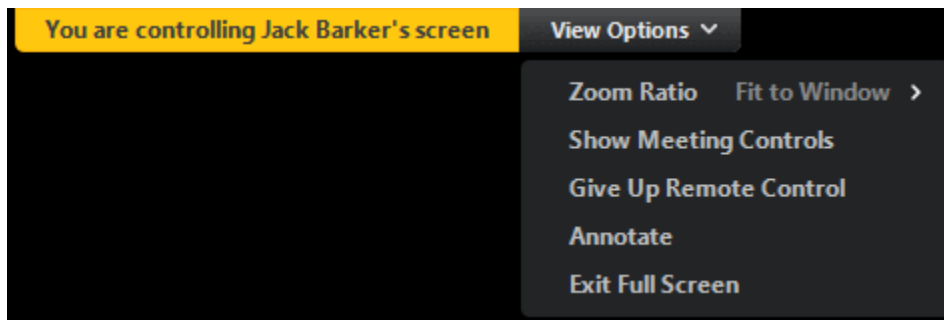 You are controlling Jack Barker's screen View Options
Zoom Ratio Fit to Window >
Show Meeting Controls
Give Up Remote Control
Annotate
Exit Full Screen